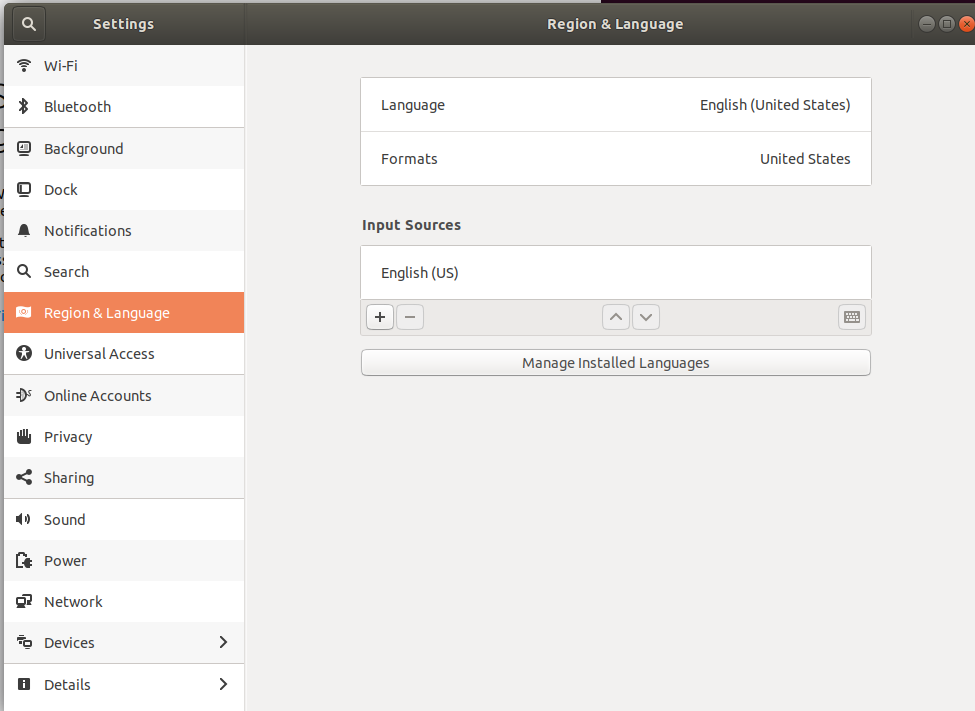 Settings
Region & Language
Wi-Fi
Bluetooth
Background
Dock
Notifications
Search
Region & Language
Universal Access
Online Accounts
Privacy
Sharing
Sound
Power
Network
Devices
Details
Language English (United States)
Formats United States
Input Sources
English (US)
Manage Installed Languages